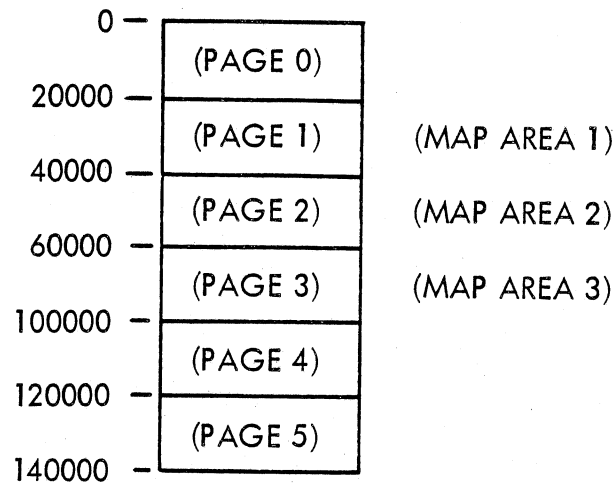 0
(PAGE 0)
20000
(PAGE 1) (MAP AREA 1)
40000
(PAGE 2) (MAP AREA 2)
60000
(PAGE 3) (MAP AREA 3)
100000
(PAGE 4)
120000
(PAGE 5)
140000